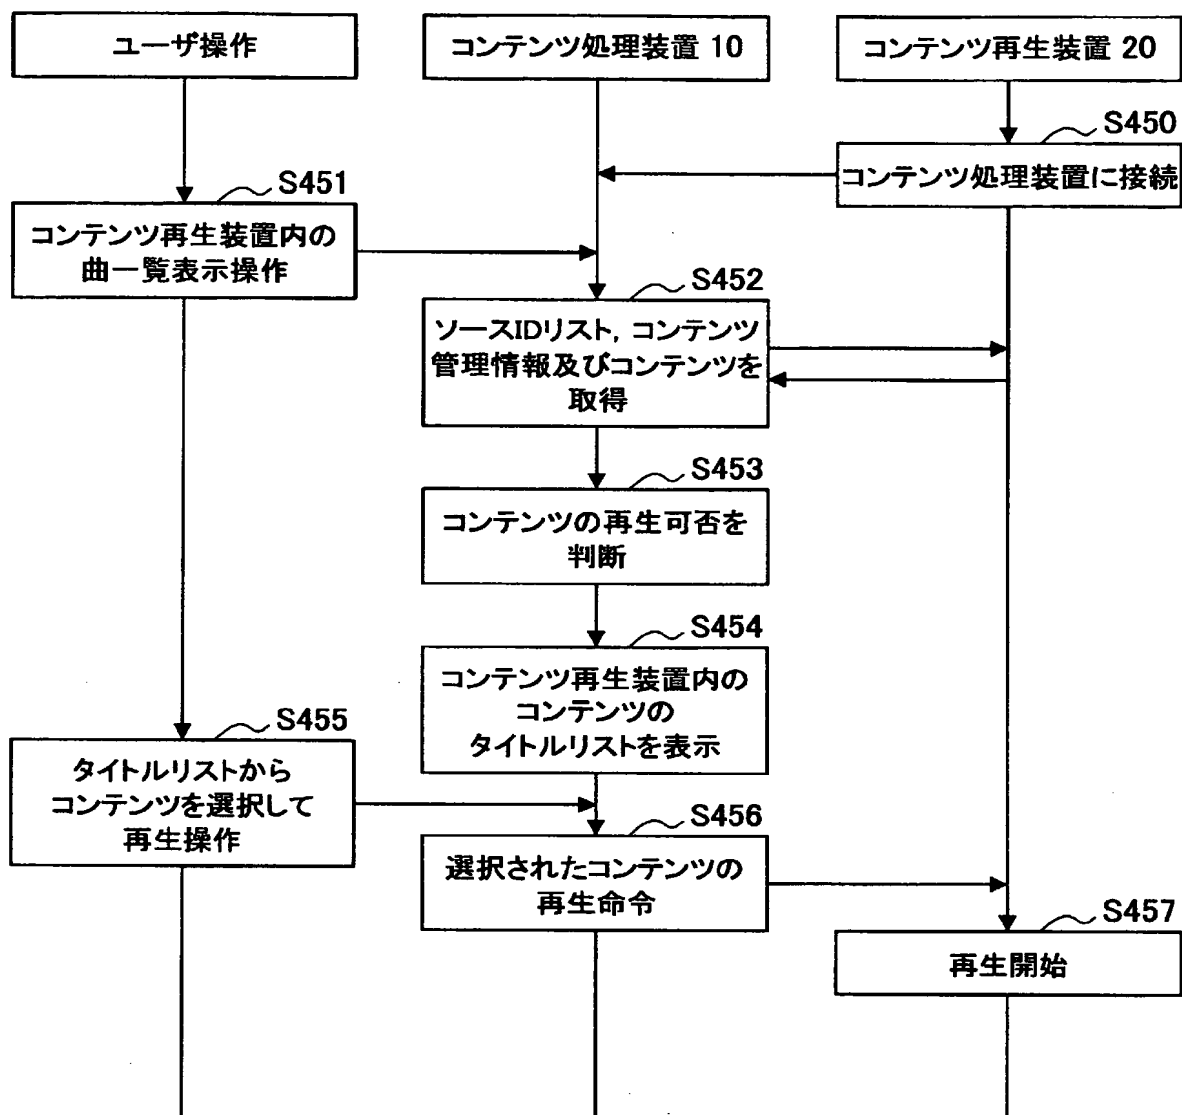 ユーザ操作
コンテンツ処理装置 10
コンテンツ再生装置 20
S450
コンテンツ処理装置に接続
S451
コンテンツ再生装置内の
曲一覧表示操作
S452
ソースIDリスト, コンテンツ
管理情報及びコンテンツを
取得
S453
コンテンツの再生可否を
判断
S454
コンテンツ再生装置内の
コンテンツの
タイトルリストを表示
S455
タイトルリストから
コンテンツを選択して
再生操作
S456
選択されたコンテンツの
再生命令
S457
再生開始